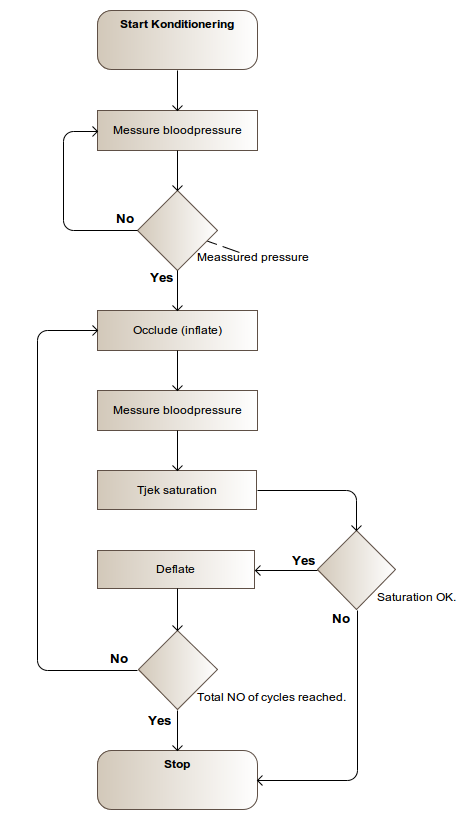 Start Konditionering
Messure bloodpressure
No
Meassured pressure
Yes
Occlude (inflate)
Messure bloodpressure
Tjek saturation
Yes
Deflate
Saturation OK.
No
No
Total NO of cycles reached.
Yes
Stop